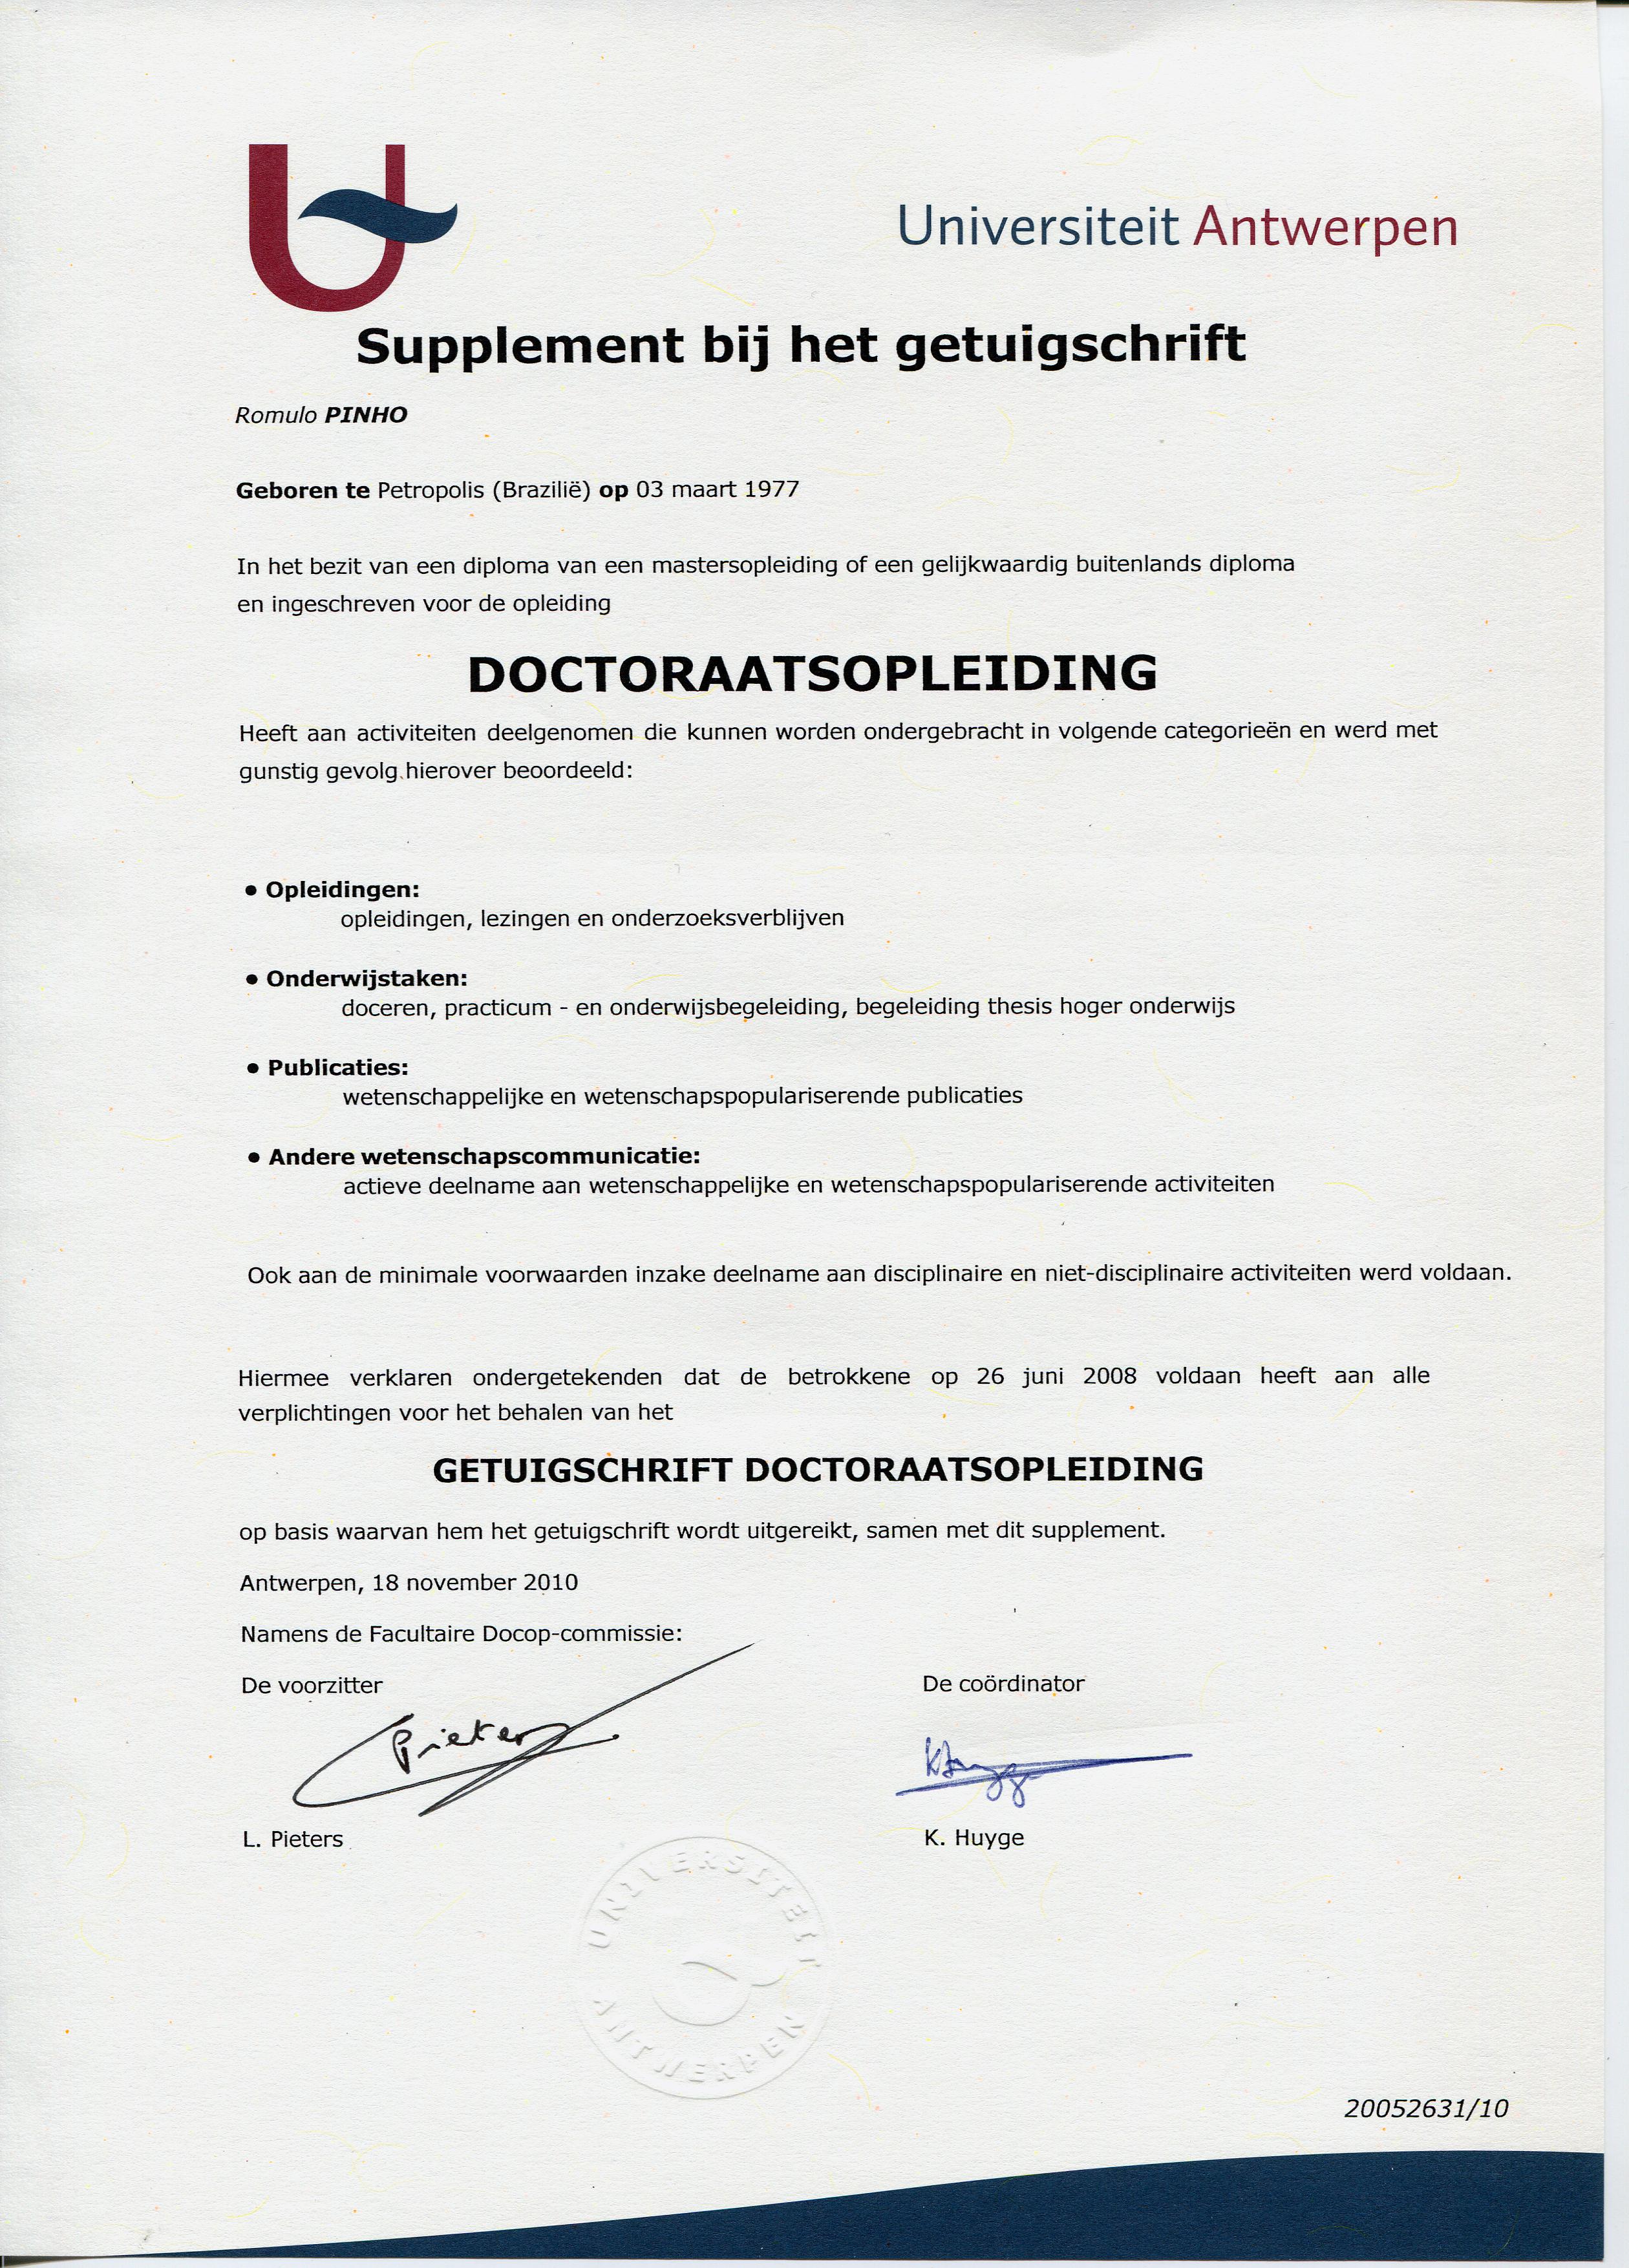 Universiteit Antwerpen
Supplement bij het getuigschrift
Romulo PINHO
Geboren te Petropolis (Brazilië) op 03 maart 1977
In het bezit van een diploma van een mastersopleiding of een gelijkwaardig buitenlands diploma
en ingeschreven voor de opleiding
DOCTORAATSOPLEIDING
Heeft aan activiteiten deelgenomen die kunnen worden ondergebracht in volgende categorieën en werd met
gunstig gevolg hierover beoordeeld:
• Opleidingen:
opleidingen, lezingen en onderzoeksverblijven
• Onderwijstaken:
doceren, practicum - en onderwijsbegeleiding, begeleiding thesis hoger onderwijs
• Publicaties:
wetenschappelijke en wetenschapspopulariserende publicaties
• Andere wetenschapscommunicatie:
actieve deelname aan wetenschappelijke en wetenschapspopulariserende activiteiten
Ook aan de minimale voorwaarden inzake deelname aan disciplinaire en niet-disciplinaire activiteiten werd voldaan.
Hiermee verklaren ondergetekenden dat de betrokkene op 26 juni 2008 voldaan heeft aan alle
verplichtingen voor het behalen van het
GETUIGSCHRIFT DOCTORAATSOPLEIDING
op basis waarvan hem het getuigschrift wordt uitgereikt, samen met dit supplement.
Antwerpen, 18 november 2010
Namens de Facultaire Docop-commissie:
De voorzitter De coördinator
Pieters KHuyge
L. Pieters K. Huyge
UNIVERSITEIT ANTWERPEN
20052631/10